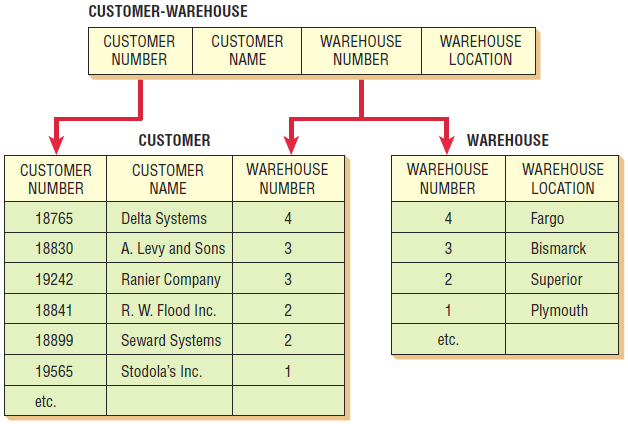 CUSTOMER-WAREHOUSE
CUSTOMER NUMBER CUSTOMER NAME WAREHOUSE NUMBER WAREHOUSE LOCATION
CUSTOMER
CUSTOMER NUMBER CUSTOMER NAME WAREHOUSE NUMBER
18765 Delta Systems 4
18830 A. Levy and Sons 3
19242 Ranier Company 3
18841 R. W. Flood Inc. 2
18899 Seward Systems 2
19565 Stodola's Inc. 1
etc.
WAREHOUSE
WAREHOUSE NUMBER WAREHOUSE LOCATION
4 Fargo
3 Bismarck
2 Superior
1 Plymouth
etc.